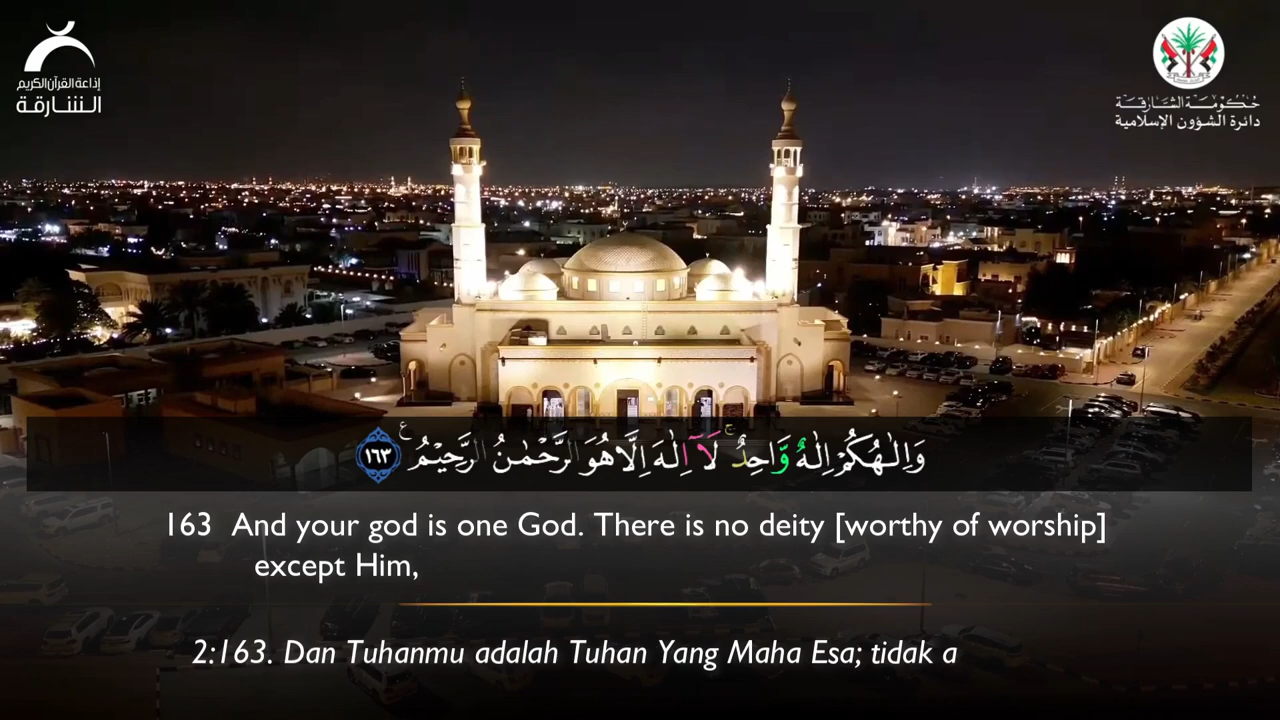 إذاعة القرآن الكريم
الشارقة
حكومة الشارقة
دائرة الشؤون الإسلامية
وَاِلٰـهُكُمْ اِلٰهٌ وَّاحِدٌ ۚ لَآ اِلٰهَ اِلَّا هُوَ الرَّحْمٰنُ الرَّحِيْمُ ١٦٣ ع
163 And your god is one God. There is no deity [worthy of worship]
except Him,
2:163. Dan Tuhanmu adalah Tuhan Yang Maha Esa; tidak a